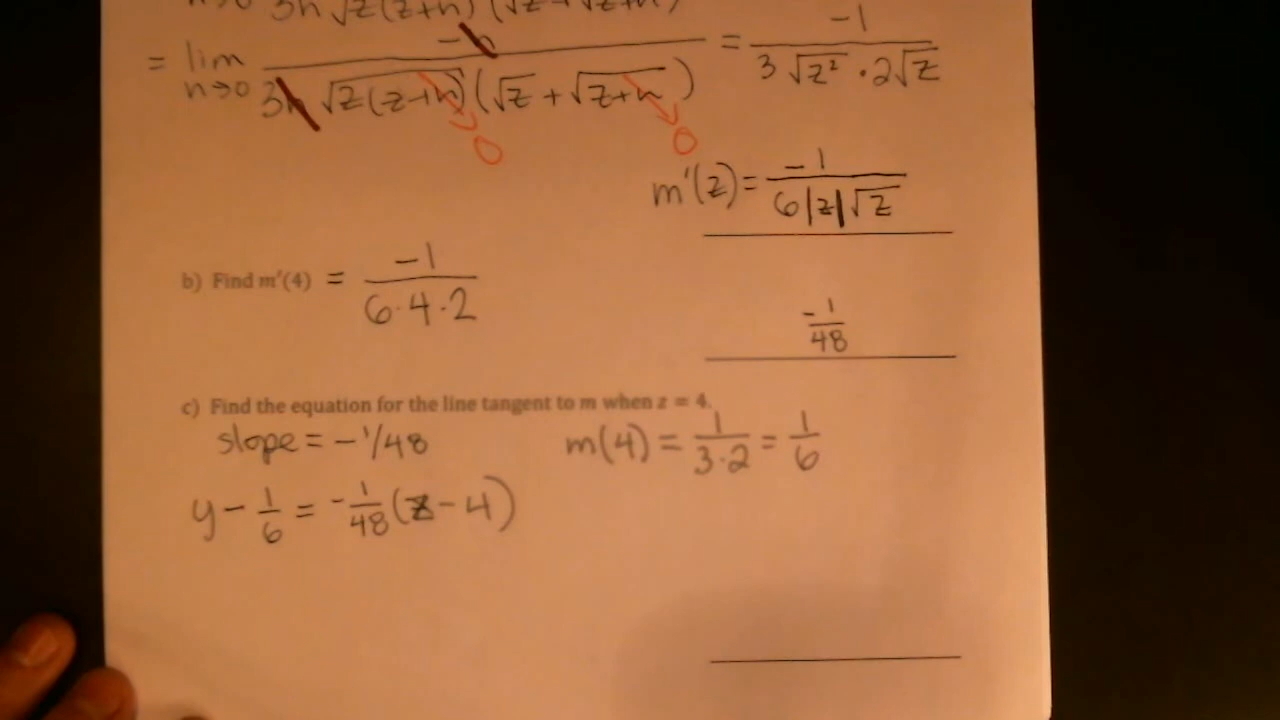 3h √z(z+h) (√z + √z+h)
= lim n→0 -h / 3h √z(z+h) (√z + √z+h) = -1 / 3√z² · 2√z
0 0
m'(z) = -1 / 6|z|√z
b) Find m′(4) = -1 / 6·4·2
-1/48
c) Find the equation for the line tangent to m when z = 4.
slope = -1/48 m(4) = 1/3·2 = 1/6
y - 1/6 = -1/48 (z - 4)